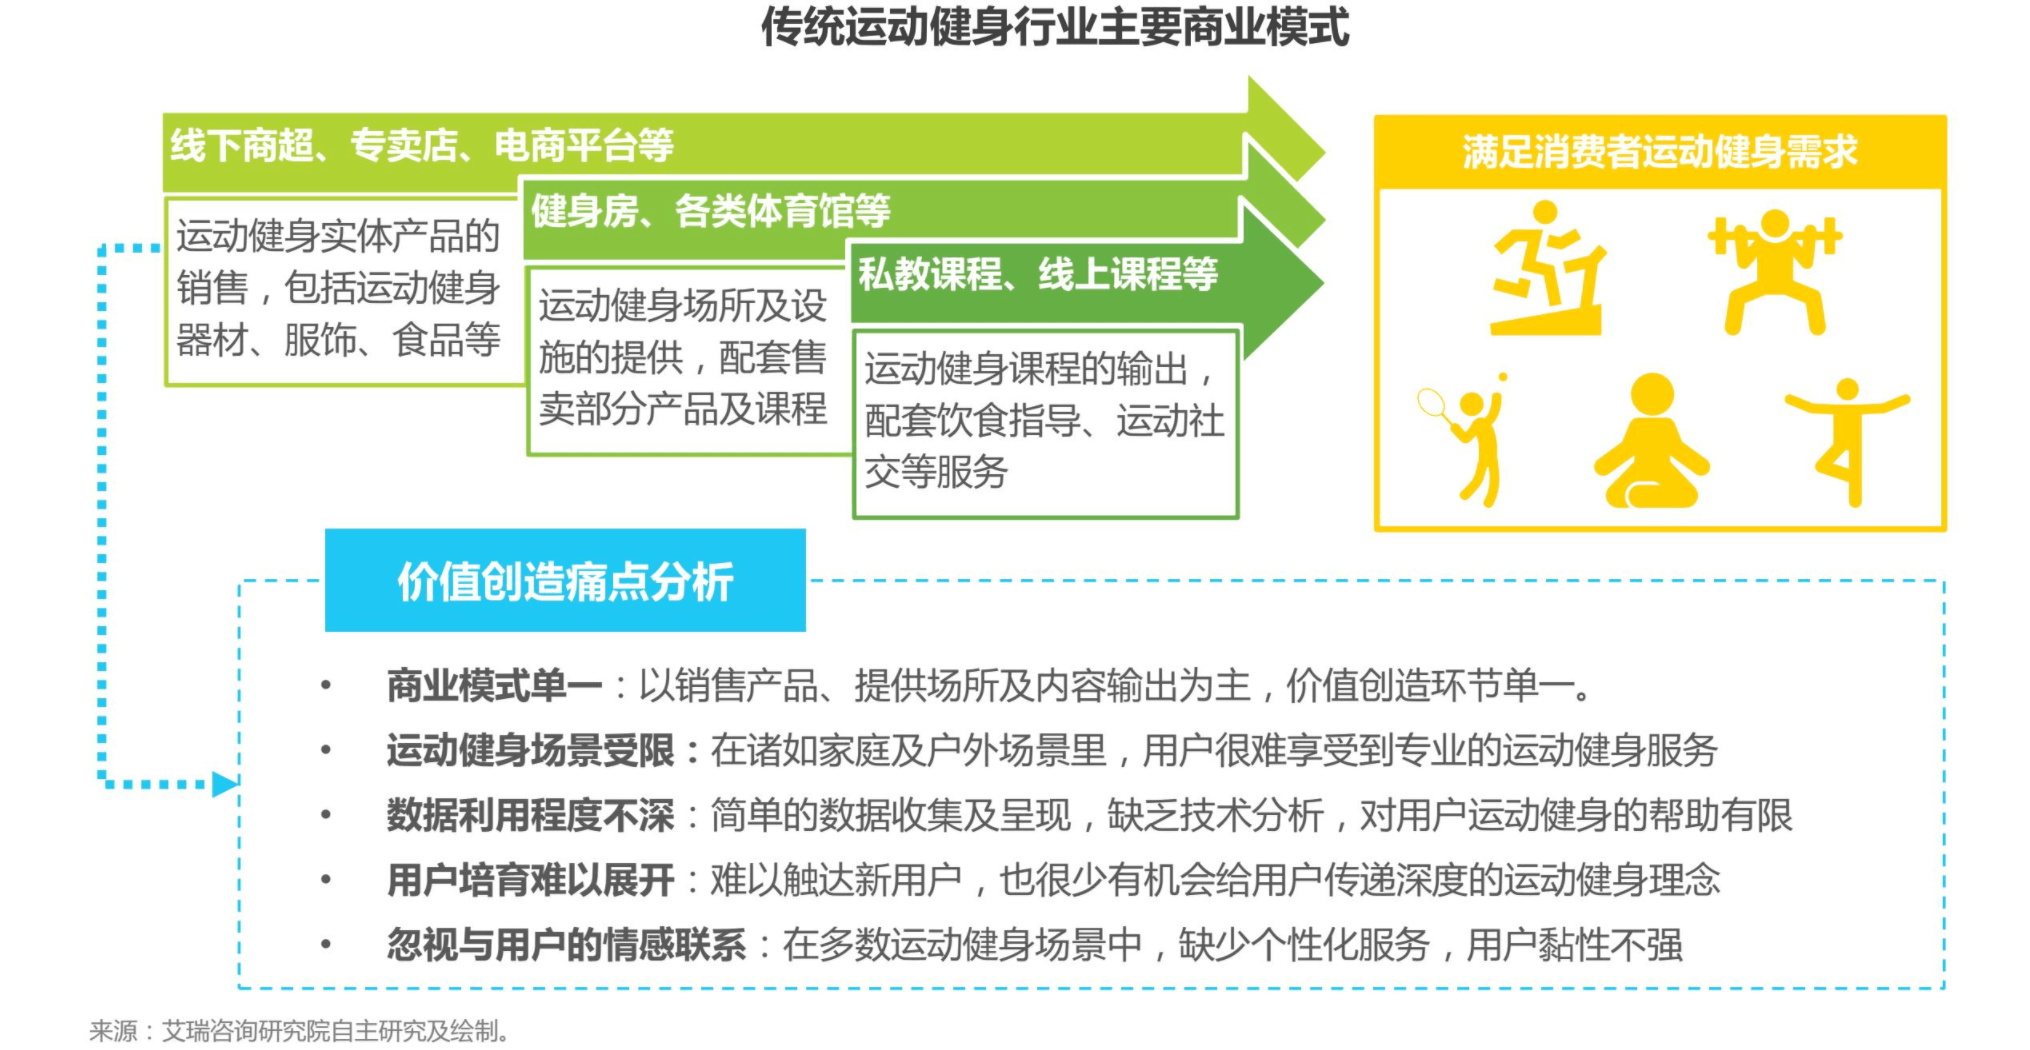 传统运动健身行业主要商业模式
线下商超、专卖店、电商平台等
运动健身实体产品的
销售，包括运动健身
器材、服饰、食品等
健身房、各类体育馆等
运动健身场所及设
施的提供，配套售
卖部分产品及课程
私教课程、线上课程等
运动健身课程的输出，
配套饮食指导、运动社
交等服务
满足消费者运动健身需求
价值创造痛点分析
• 商业模式单一：以销售产品、提供场所及内容输出为主，价值创造环节单一。
• 运动健身场景受限：在诸如家庭及户外场景里，用户很难享受到专业的运动健身服务
• 数据利用程度不深：简单的数据收集及呈现，缺乏技术分析，对用户运动健身的帮助有限
• 用户培育难以展开：难以触达新用户，也很少有机会给用户传递深度的运动健身理念
• 忽视与用户的情感联系：在多数运动健身场景中，缺少个性化服务，用户黏性不强
来源：艾瑞咨询研究院自主研究及绘制。